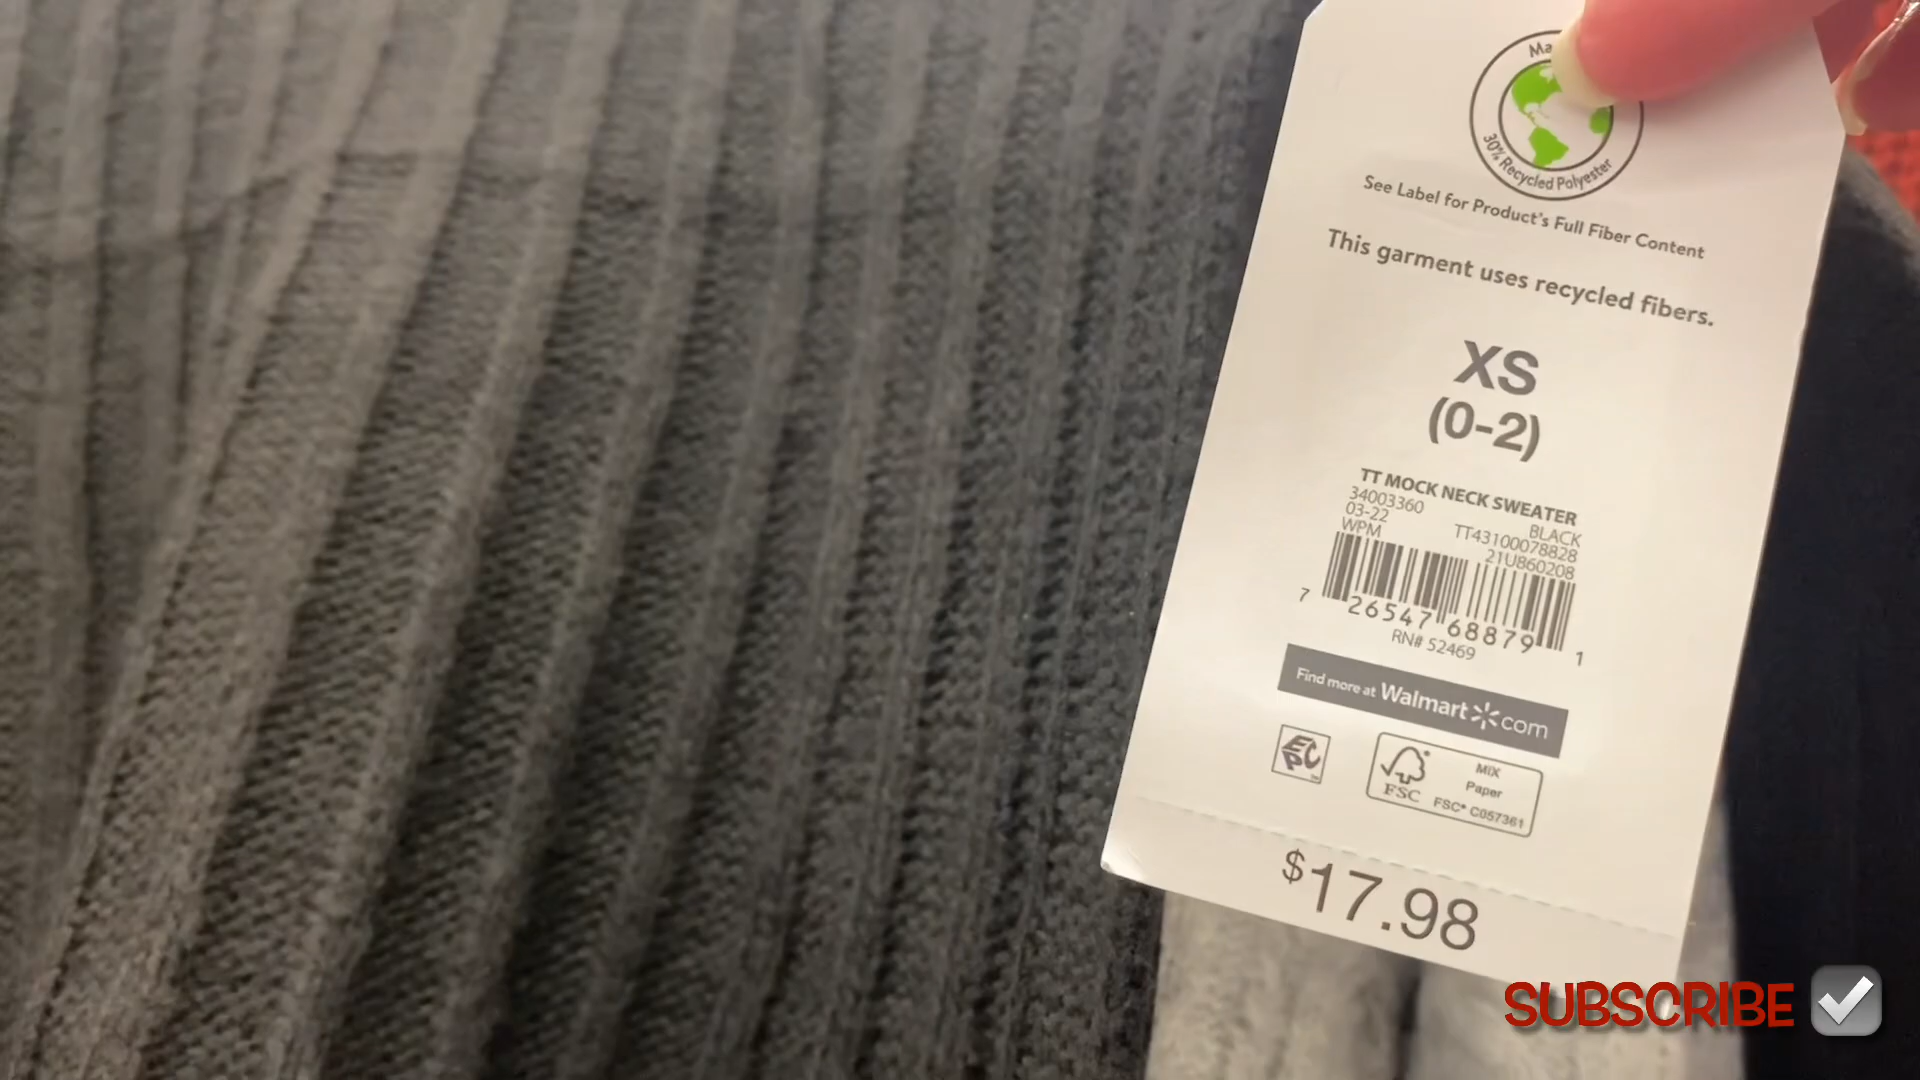 30% Recycled Polyester
See Label for Product's Full Fiber Content
This garment uses recycled fibers.
XS
(0-2)
TT MOCK NECK SWEATER
34003360 BLACK
03-22 TT43100078828
WPM 21U860208
7 26547 68879 1
RN# 52469
Find more at Walmart com
EPC
FSC
MIX
Paper
FSC® C057361
$17.98
SUBSCRIBE